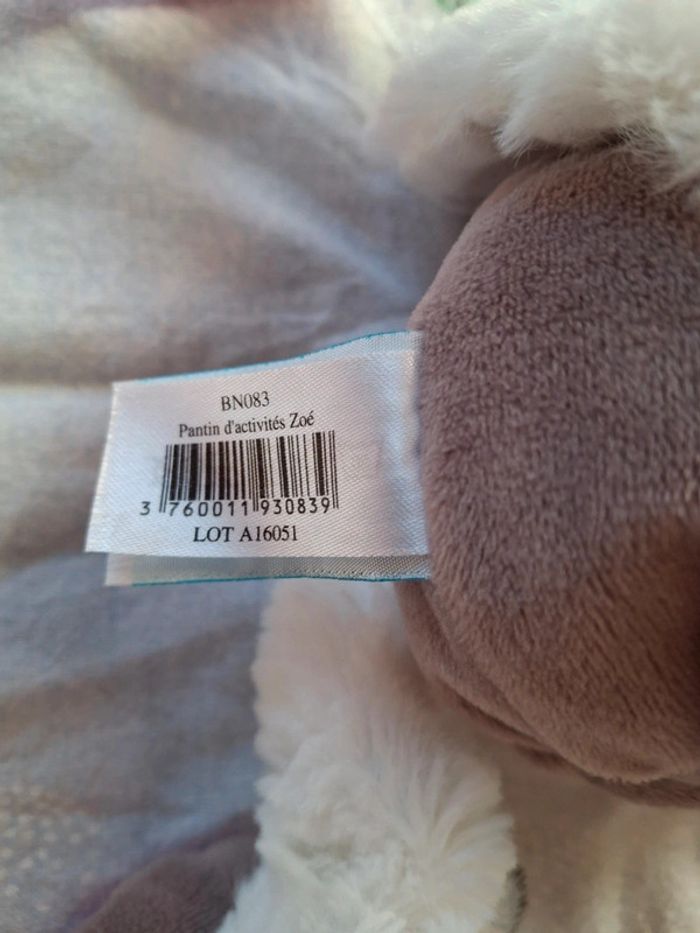 BN083
Pantin d'activités Zoé
3 760011 930839
LOT A16051